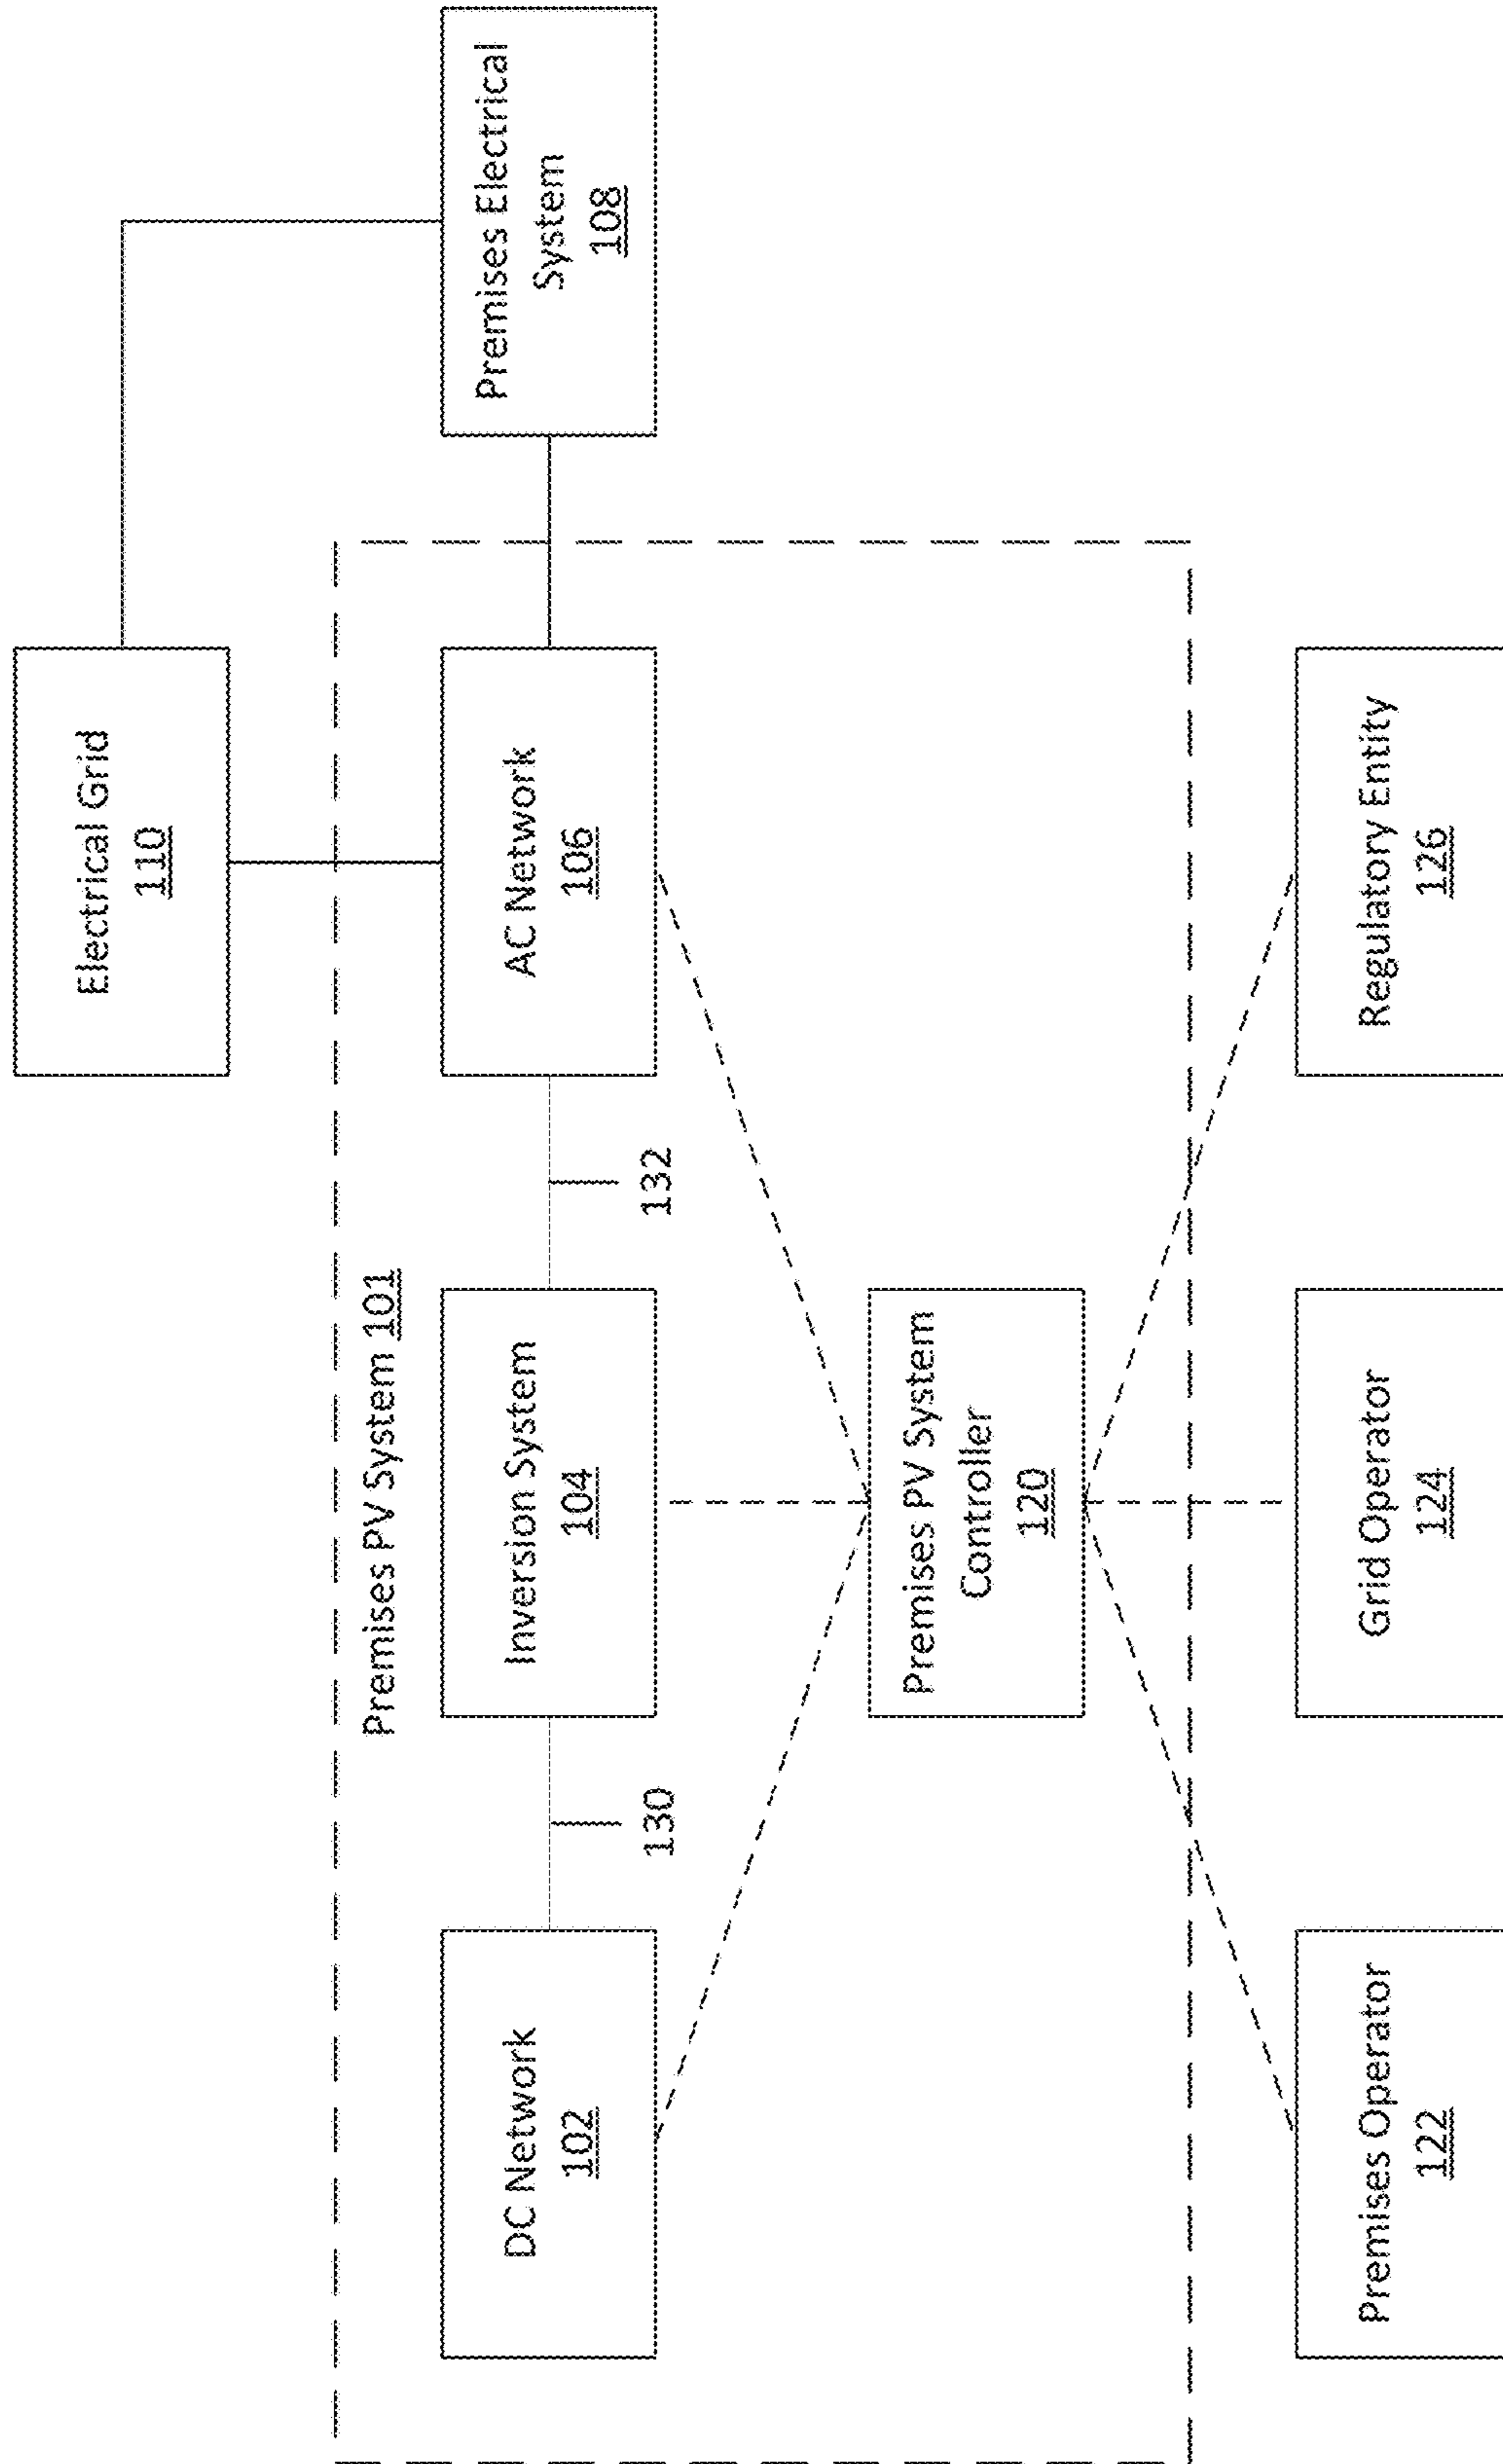 Electrical Grid
110
Premises PV System 101
DC Network
102
130
Inversion System
104
132
AC Network
106
Premises Electrical
System
108
Premises PV System
Controller
120
Premises Operator
122
Grid Operator
124
Regulatory Entity
126